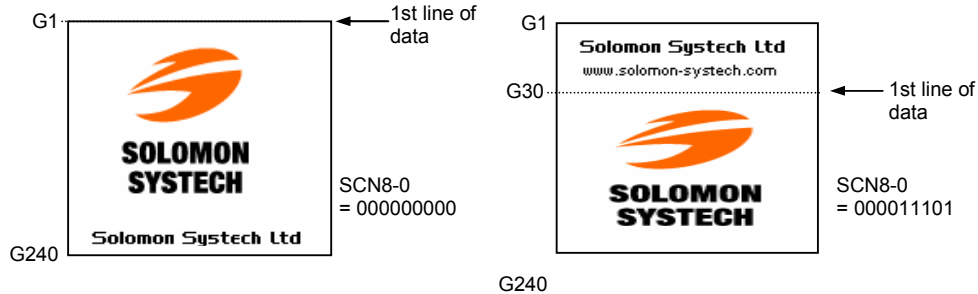 G1
1st line of
data
SOLOMON
SYSTECH
SCN8-0
= 000000000
Solomon Systech Ltd
G240
G1
Solomon Systech Ltd
www.solomon-systech.com
G30
1st line of
data
SOLOMON
SYSTECH
SCN8-0
= 000011101
G240